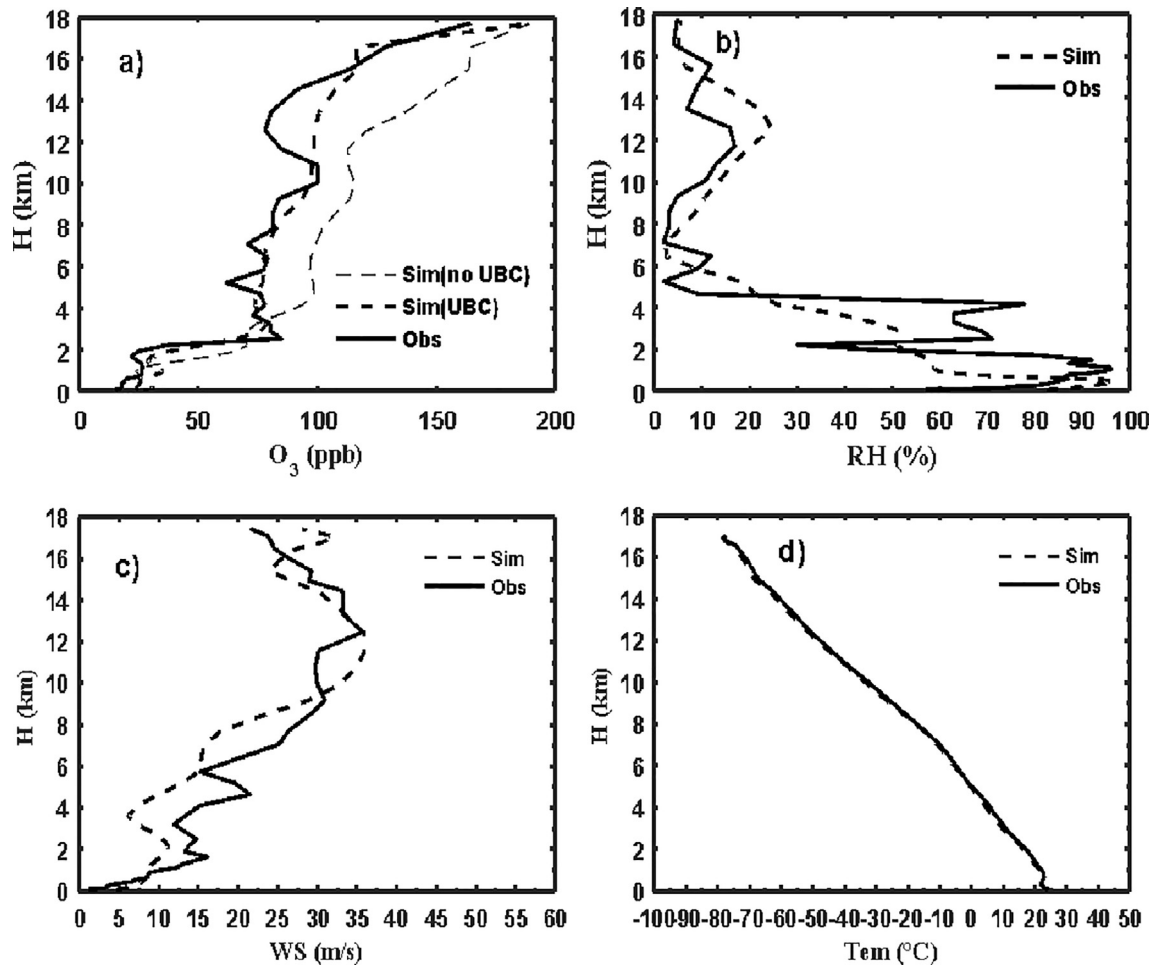 a)
18
16
14
12
10
8
6
4
2
0
H (km)
Sim(no UBC)
Sim(UBC)
Obs
0 50 100 150 200
O3 (ppb)
b)
18
16
14
12
10
8
6
4
2
0
H (km)
Sim
Obs
0 10 20 30 40 50 60 70 80 90 100
RH (%)
c)
18
16
14
12
10
8
6
4
2
0
H (km)
Sim
Obs
0 5 10 15 20 25 30 35 40 45 50 55 60
WS (m/s)
d)
18
16
14
12
10
8
6
4
2
0
H (km)
Sim
Obs
-100-90-80-70-60-50-40-30-20-10 0 10 20 30 40 50
Tem (°C)